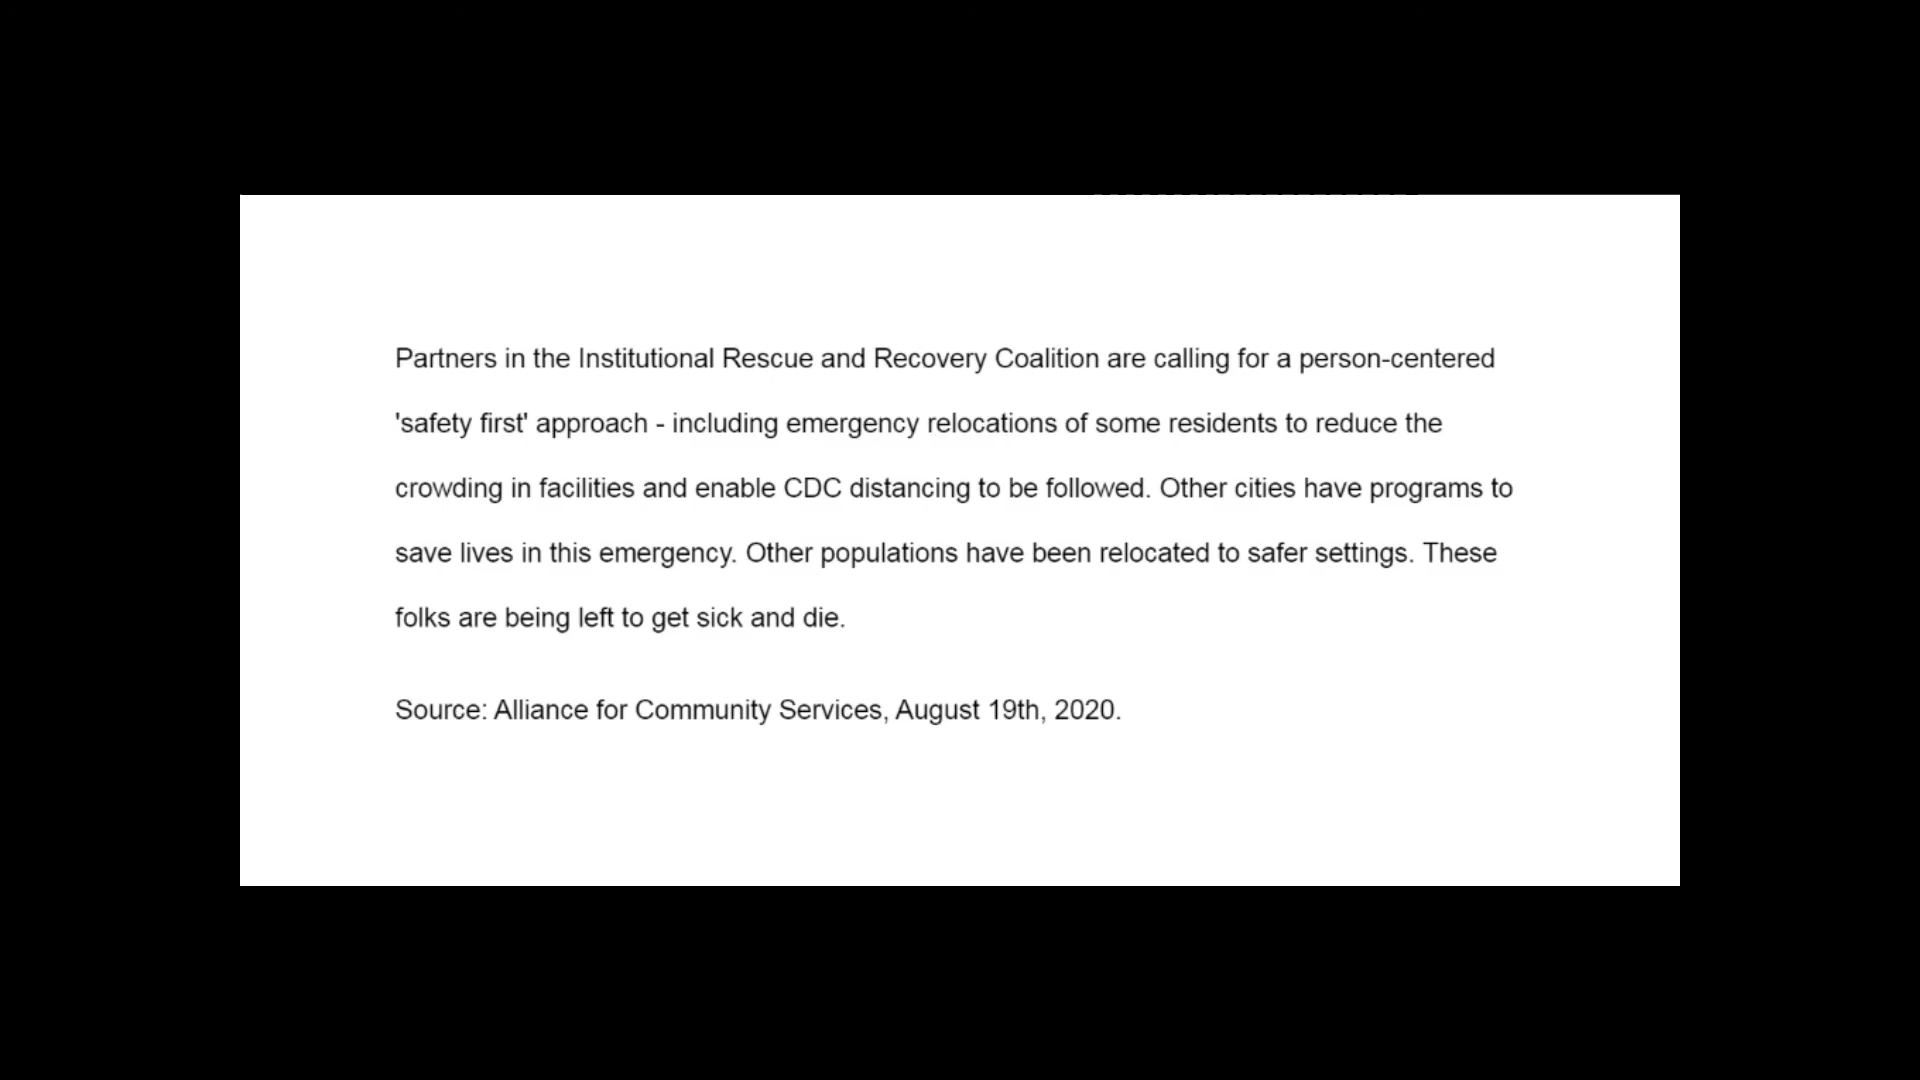 Partners in the Institutional Rescue and Recovery Coalition are calling for a person-centered
'safety first' approach - including emergency relocations of some residents to reduce the
crowding in facilities and enable CDC distancing to be followed. Other cities have programs to
save lives in this emergency. Other populations have been relocated to safer settings. These
folks are being left to get sick and die.
Source: Alliance for Community Services, August 19th, 2020.